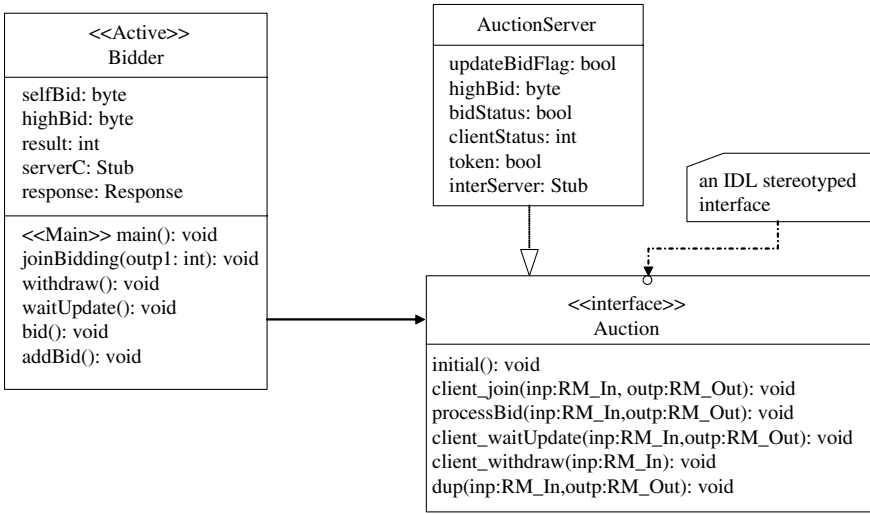 <<Active>>
Bidder
selfBid: byte
highBid: byte
result: int
serverC: Stub
response: Response
<<Main>> main(): void
joinBidding(outp1: int): void
withdraw(): void
waitUpdate(): void
bid(): void
addBid(): void
AuctionServer
updateBidFlag: bool
highBid: byte
bidStatus: bool
clientStatus: int
token: bool
interServer: Stub
an IDL stereotyped
interface
<<interface>>
Auction
initial(): void
client_join(inp:RM_In, outp:RM_Out): void
processBid(inp:RM_In,outp:RM_Out): void
client_waitUpdate(inp:RM_In,outp:RM_Out): void
client_withdraw(inp:RM_In): void
dup(inp:RM_In,outp:RM_Out): void